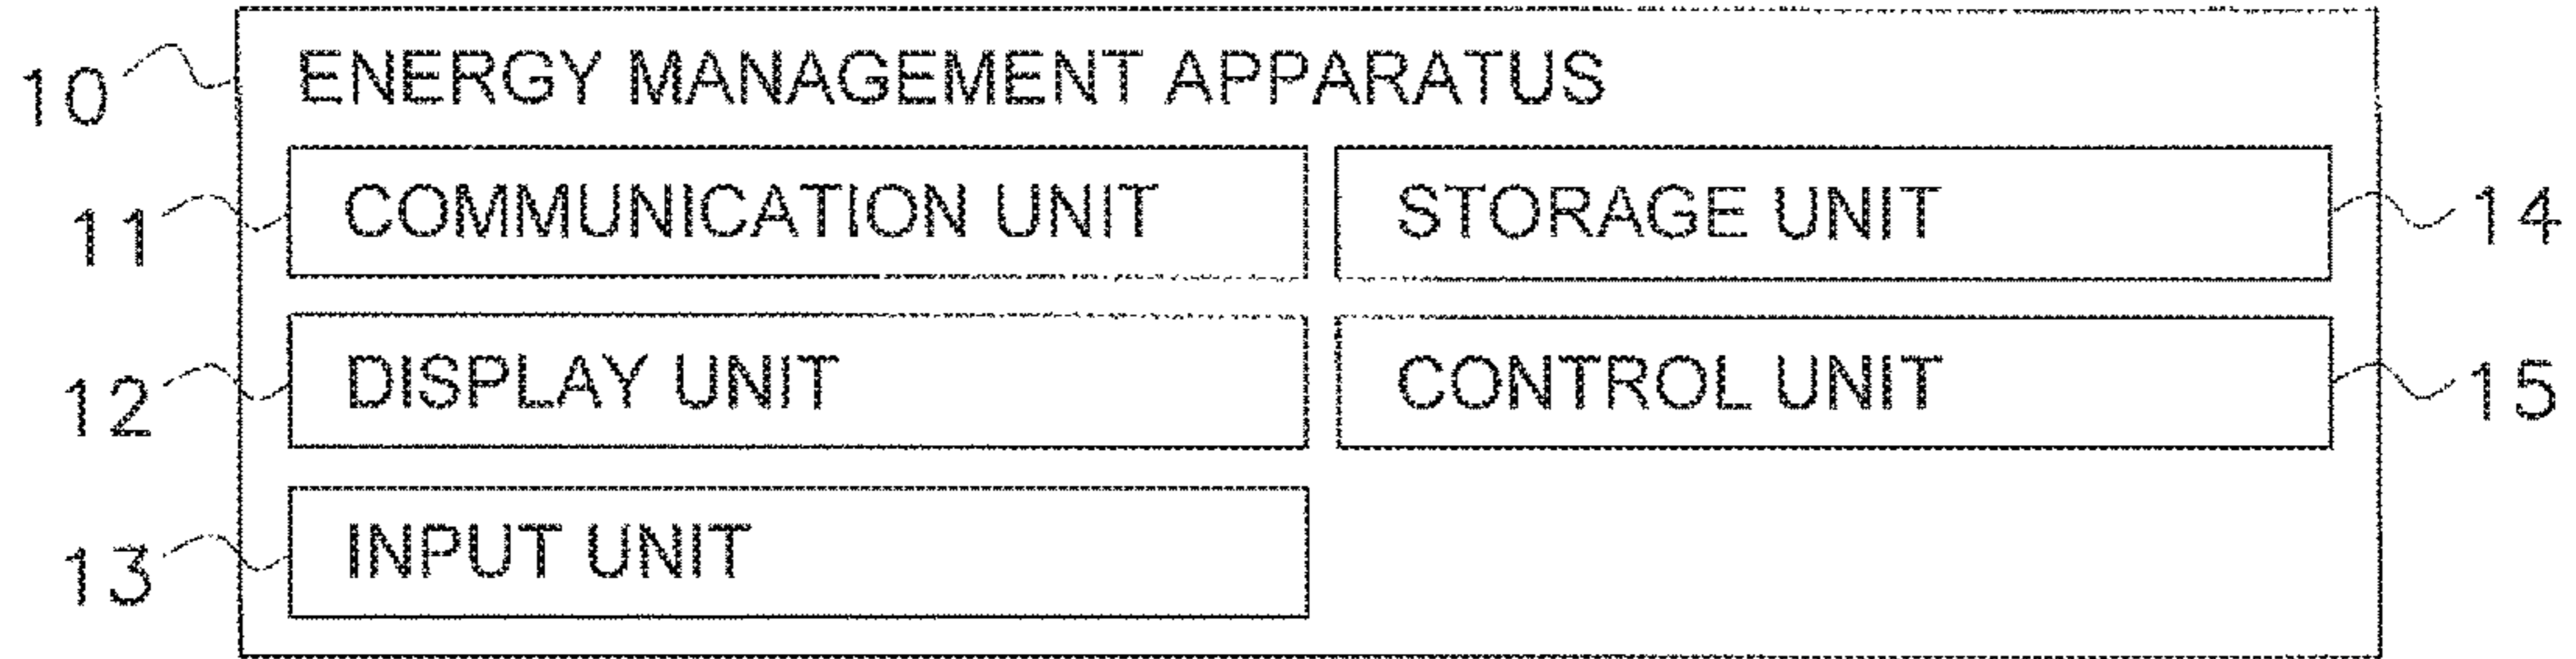 10 ENERGY MANAGEMENT APPARATUS
11 COMMUNICATION UNIT STORAGE UNIT 14
12 DISPLAY UNIT CONTROL UNIT 15
13 INPUT UNIT